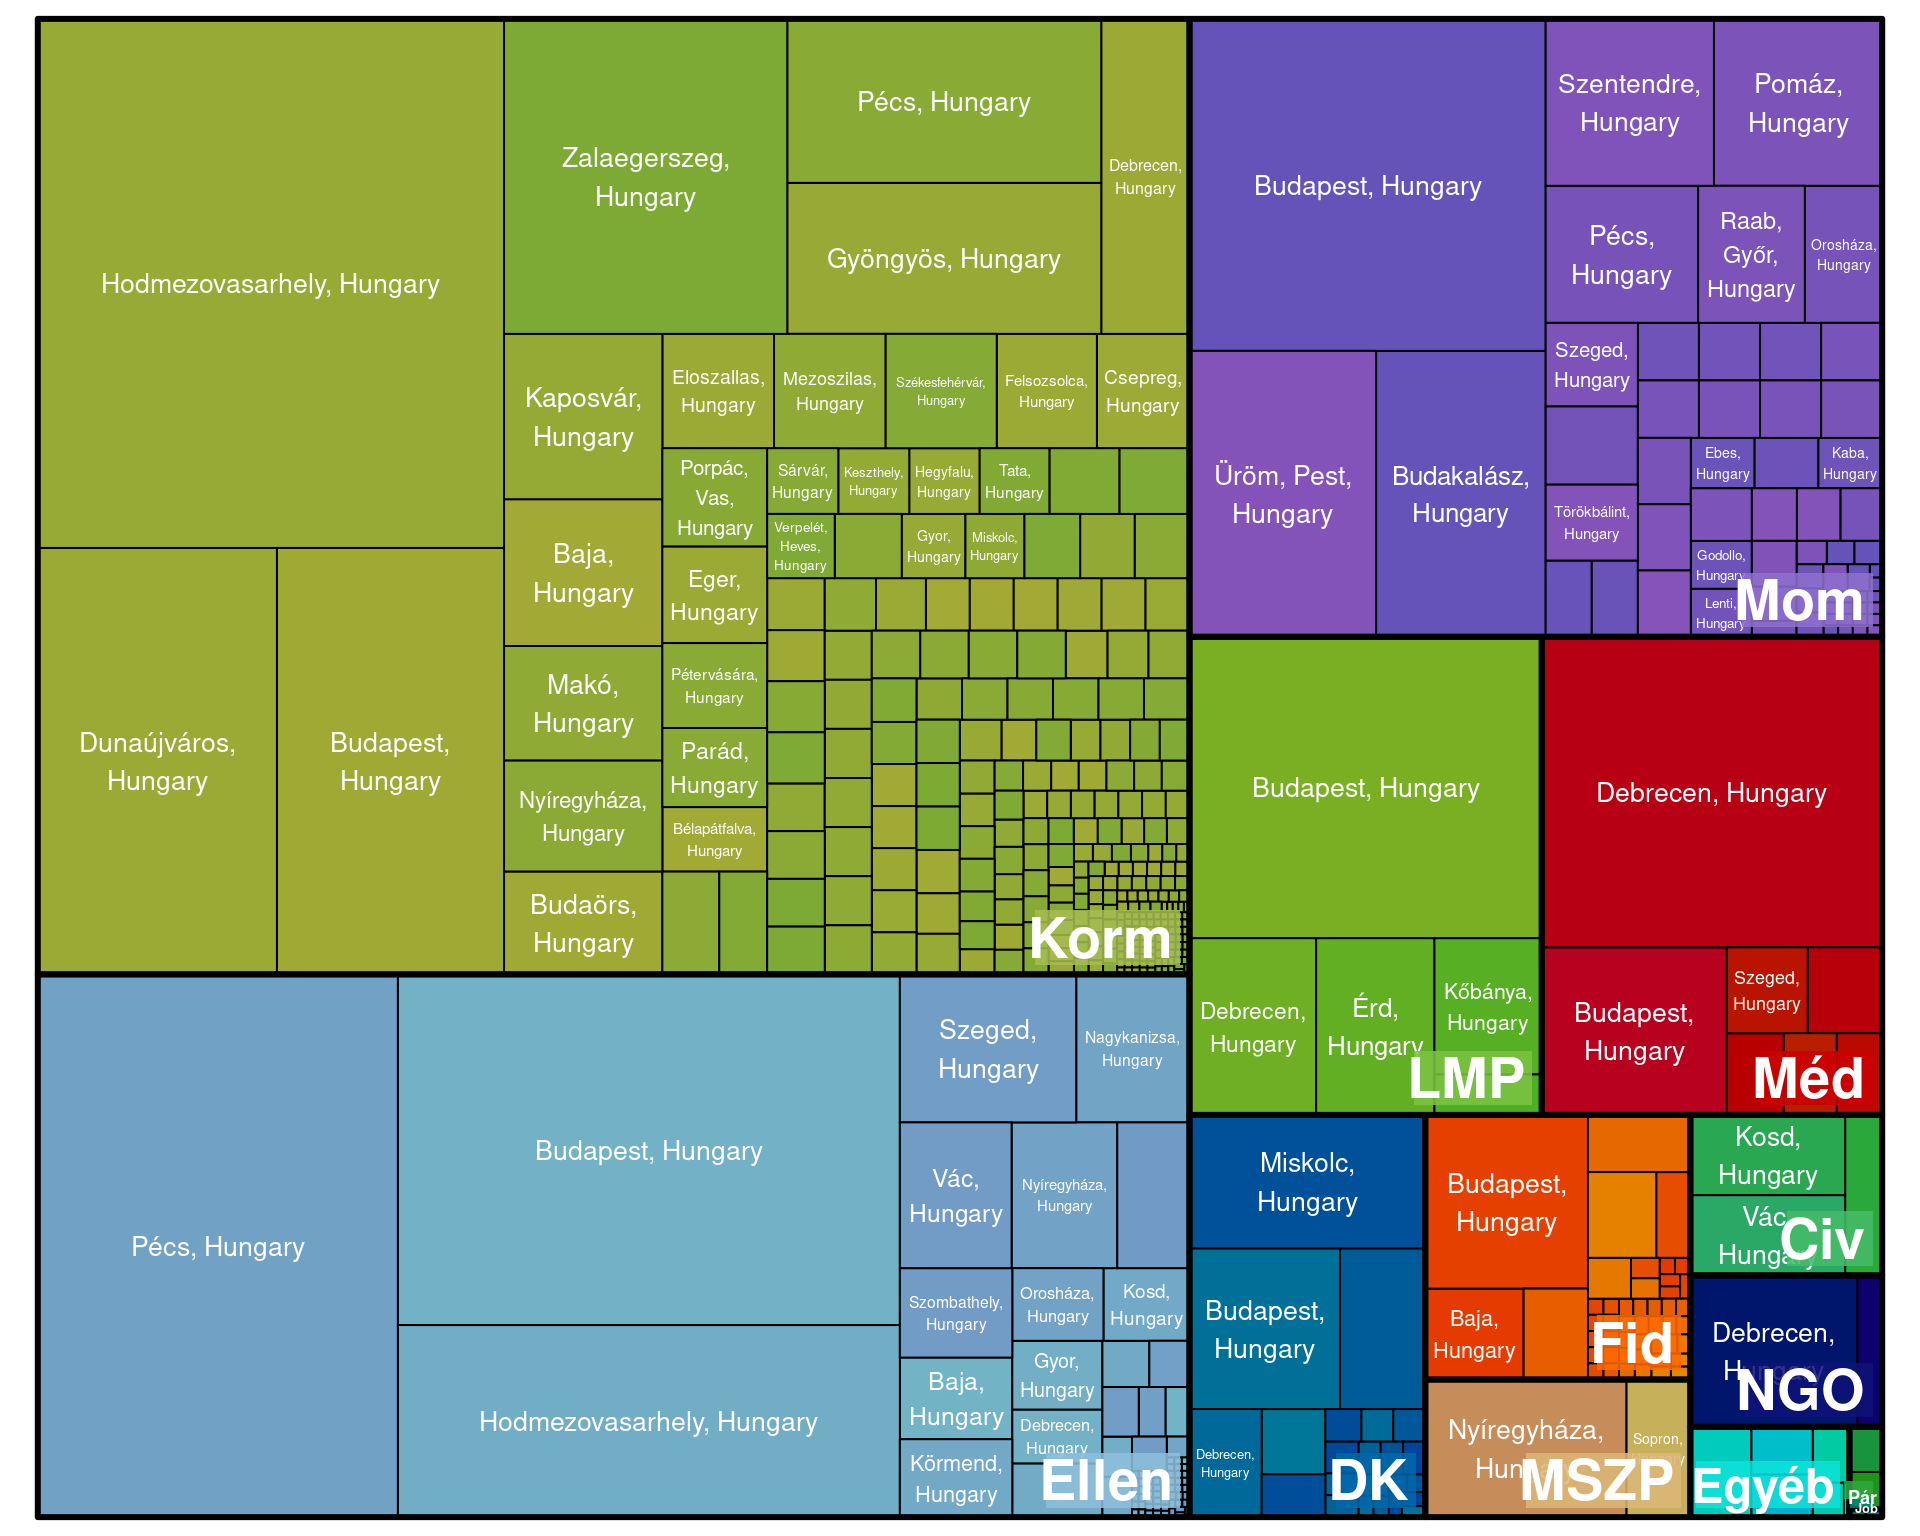 Hodmezovasarhely, Hungary
Dunaújváros,
Hungary
Budapest,
Hungary
Zalaegerszeg,
Hungary
Pécs, Hungary
Gyöngyös, Hungary
Debrecen,
Hungary
Kaposvár,
Hungary
Baja,
Hungary
Makó,
Hungary
Nyíregyháza,
Hungary
Budaörs,
Hungary
Eloszallas,
Hungary
Mezoszilas,
Hungary
Székesfehérvár,
Hungary
Felsozsolca,
Hungary
Csepreg,
Hungary
Porpác,
Vas,
Hungary
Eger,
Hungary
Pétervására,
Hungary
Parád,
Hungary
Bélapátfalva,
Hungary
Sárvár,
Hungary
Keszthely,
Hungary
Hegyfalu,
Hungary
Tata,
Hungary
Verpelét,
Heves,
Hungary
Gyor,
Hungary
Miskolc,
Hungary
Korm
Budapest, Hungary
Üröm, Pest,
Hungary
Budakalász,
Hungary
Szentendre,
Hungary
Pomáz,
Hungary
Pécs,
Hungary
Raab,
Győr,
Hungary
Orosháza,
Hungary
Szeged,
Hungary
Törökbálint,
Hungary
Ebes,
Hungary
Kaba,
Hungary
Godollo,
Hungary
Lenti,
Hungary
Mom
Budapest, Hungary
Debrecen,
Hungary
Érd,
Hungary
Kőbánya,
Hungary
LMP
Debrecen, Hungary
Budapest,
Hungary
Szeged,
Hungary
Méd
Pécs, Hungary
Budapest, Hungary
Hodmezovasarhely, Hungary
Szeged,
Hungary
Nagykanizsa,
Hungary
Vác,
Hungary
Nyíregyháza,
Hungary
Szombathely,
Hungary
Orosháza,
Hungary
Kosd,
Hungary
Baja,
Hungary
Gyor,
Hungary
Debrecen,
Hungary
Körmend,
Hungary
Ellen
Miskolc,
Hungary
Budapest,
Hungary
Debrecen,
Hungary
DK
Budapest,
Hungary
Baja,
Hungary
Fid
Nyíregyháza,
Hungary
Sopron,
MSZP
Kosd,
Hungary
Vác,
Hungary
Civ
Debrecen,
Hungary
NGO
Egyéb
Pár
Job